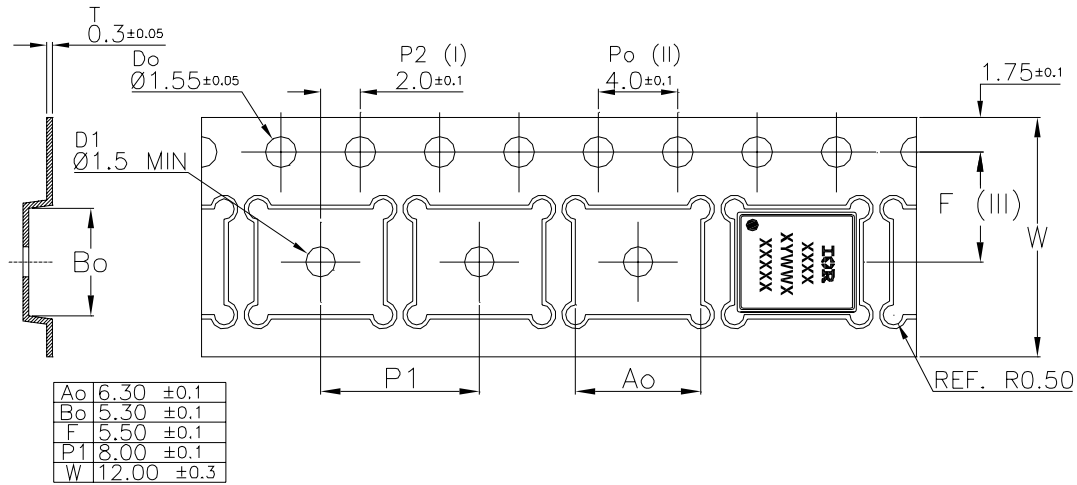 T
0.3±0.05
Do
Ø1.55±0.05
P2 (I)
2.0±0.1
Po (II)
4.0±0.1
1.75±0.1
D1
Ø1.5 MIN
F (III)
W
Bo
IOR
XXXX
XYWWX
XXXXX
P1
Ao
REF. R0.50
Ao 6.30 ±0.1
Bo 5.30 ±0.1
F 5.50 ±0.1
P1 8.00 ±0.1
W 12.00 ±0.3